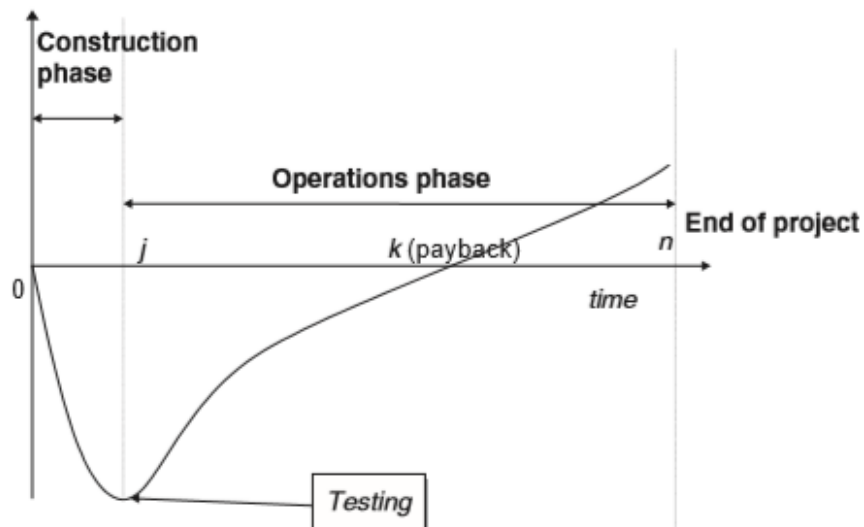 Construction
phase
Operations phase
End of project
j
k (payback)
n
0
time
Testing